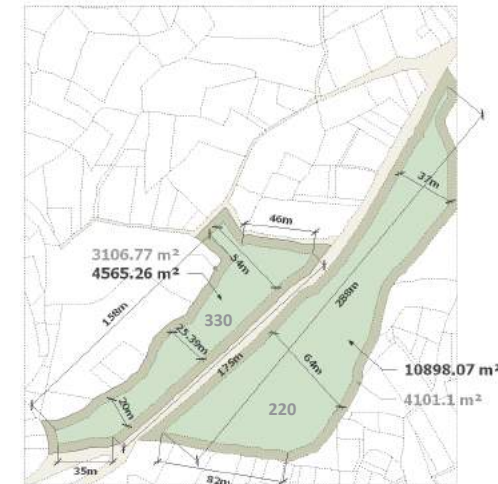 37m
46m
3106.77 m²
4565.26 m²
54m
288m
158m
330
25.39m
179m
64m
10898.07 m²
4101.1 m²
20m
220
35m
82m